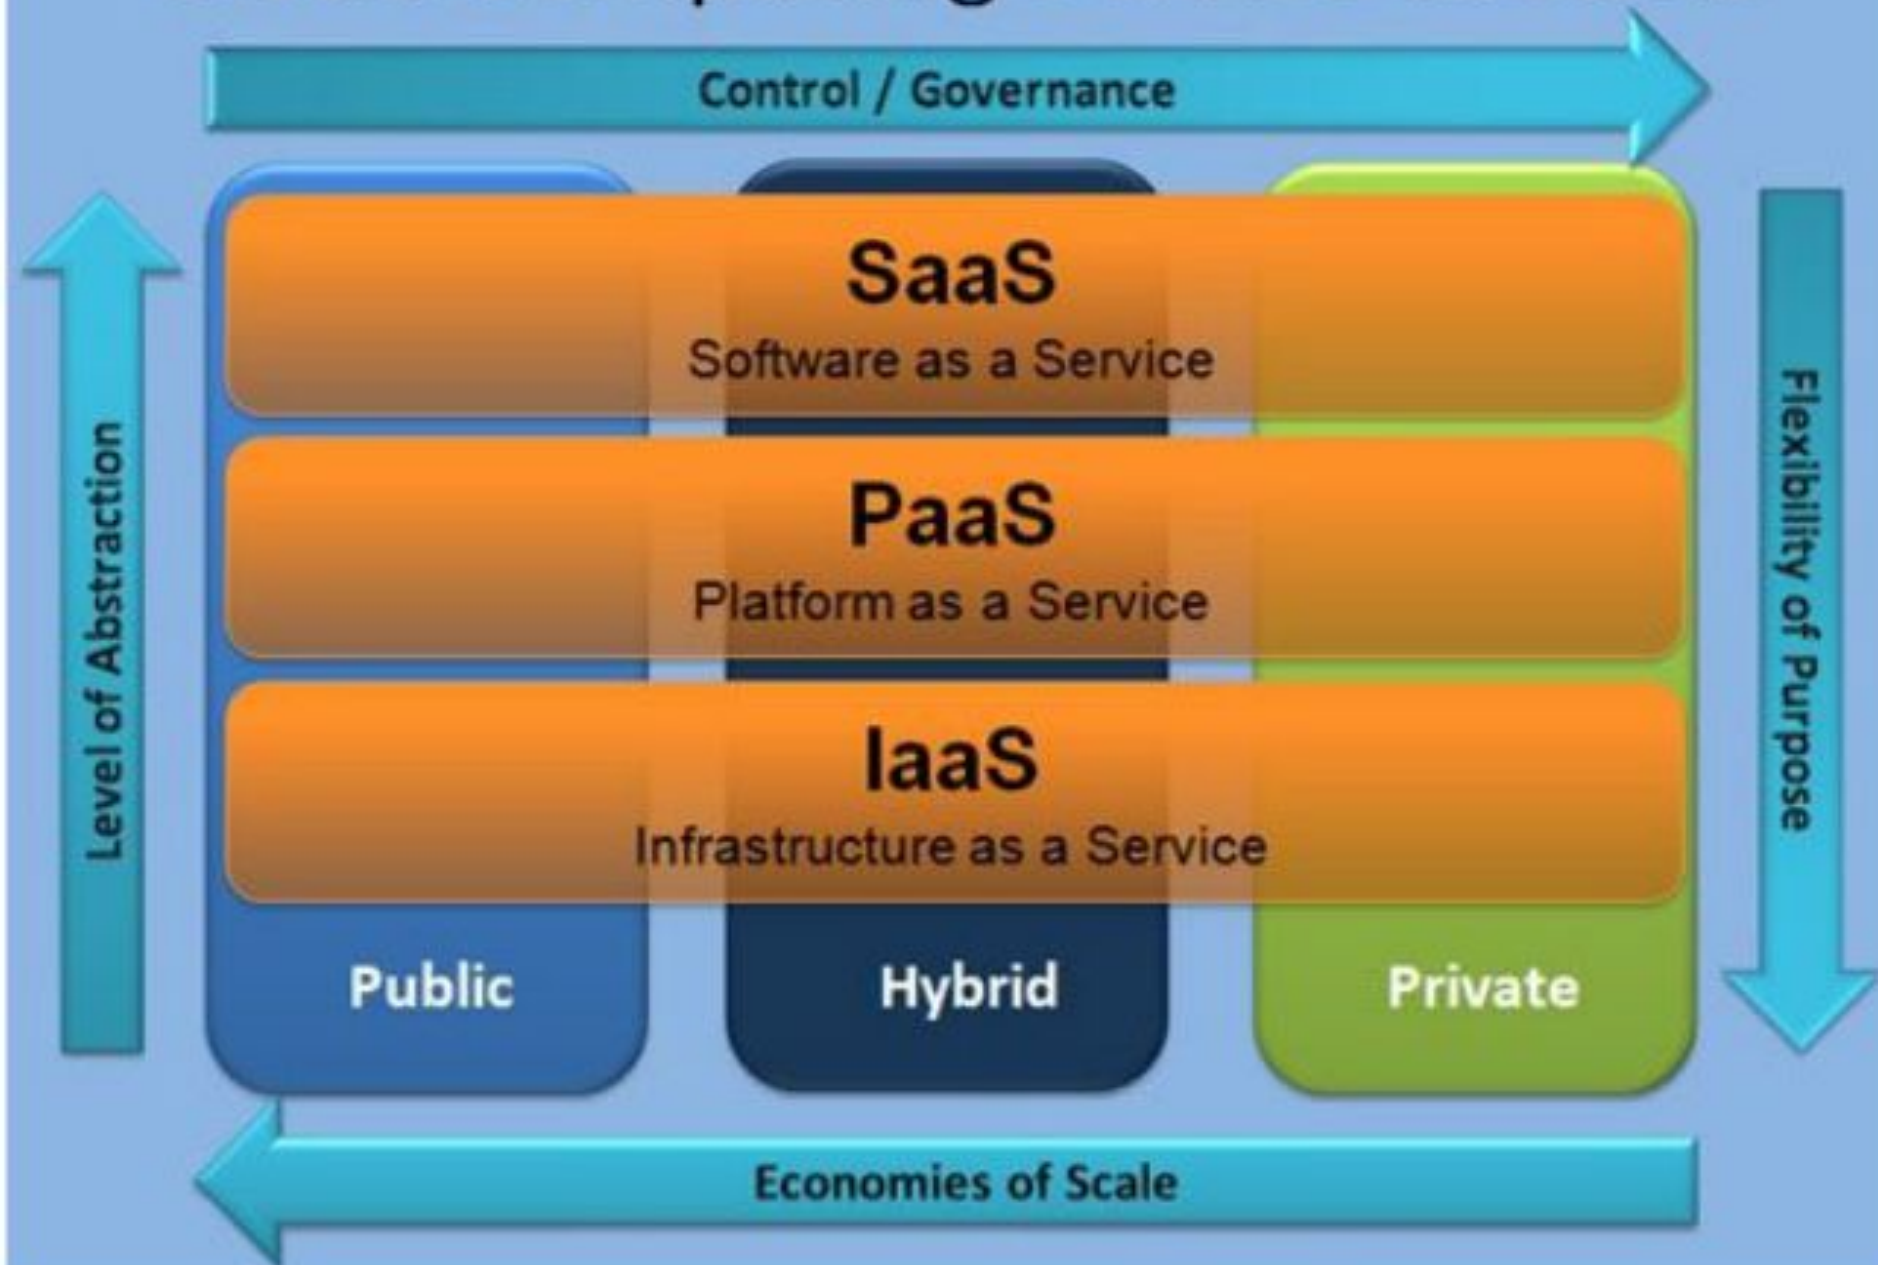 Control / Governance
Level of Abstraction
SaaS
Software as a Service
PaaS
Platform as a Service
IaaS
Infrastructure as a Service
Flexibility of Purpose
Public
Hybrid
Private
Economies of Scale